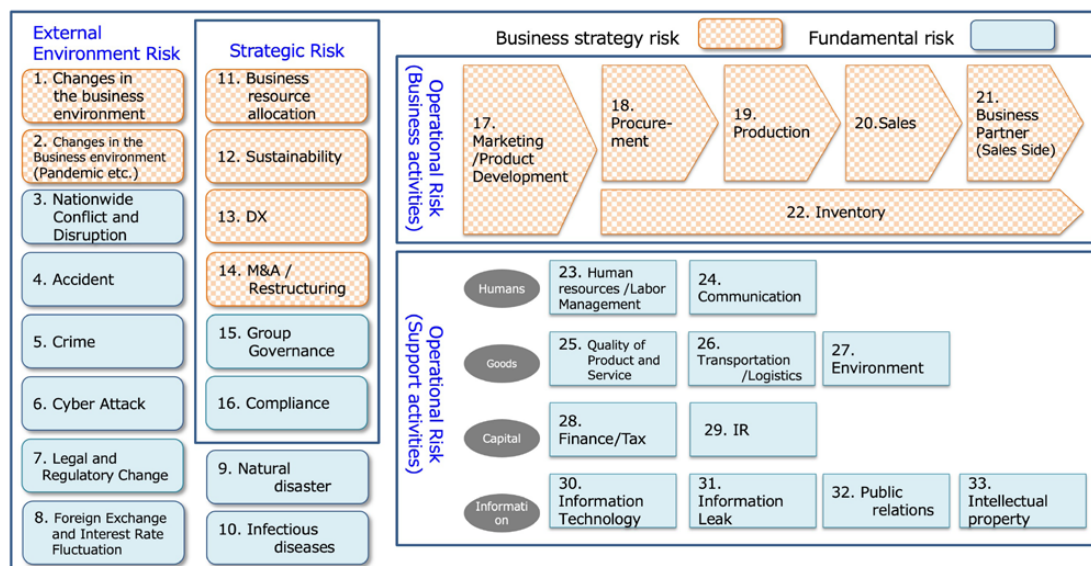 External
Environment Risk
1. Changes in
the business
environment
2. Changes in the
Business environment
(Pandemic etc.)
3. Nationwide
Conflict and
Disruption
4. Accident
5. Crime
6. Cyber Attack
7. Legal and
Regulatory Change
8. Foreign Exchange
and Interest Rate
Fluctuation
Strategic Risk
11. Business
resource
allocation
12. Sustainability
13. DX
14. M&A /
Restructuring
15. Group
Governance
16. Compliance
9. Natural
disaster
10. Infectious
diseases
Business strategy risk
Fundamental risk
Operational Risk
(Business activities)
17.
Marketing
/Product
Development
18.
Procure-
ment
19.
Production
20.Sales
21.
Business
Partner
(Sales Side)
22. Inventory
Operational Risk
(Support activities)
Humans
23. Human
resources /Labor
Management
24.
Communication
Goods
25. Quality of
Product and
Service
26.
Transportation
/Logistics
27.
Environment
Capital
28.
Finance/Tax
29. IR
Informati
on
30.
Information
Technology
31.
Information
Leak
32. Public
relations
33.
Intellectual
property